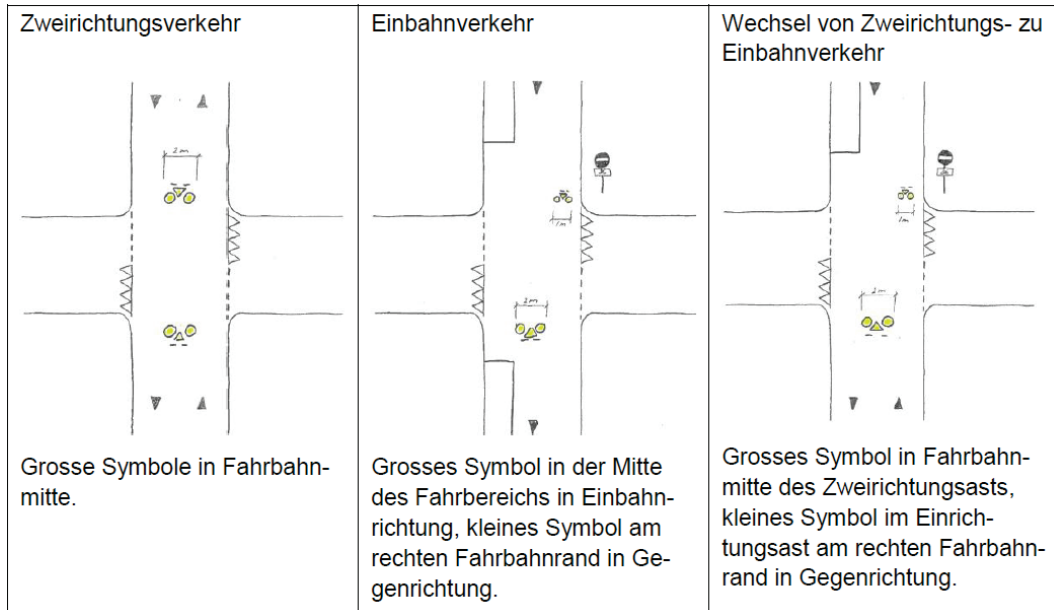 Zweirichtungsverkehr
2 m
Grosse Symbole in Fahrbahn-
mitte.
Einbahnverkehr
1 m
2 m
Grosses Symbol in der Mitte
des Fahrbereichs in Einbahn-
richtung, kleines Symbol am
rechten Fahrbahnrand in Ge-
genrichtung.
Wechsel von Zweirichtungs- zu
Einbahnverkehr
1 m
2 m
Grosses Symbol in Fahrbahn-
mitte des Zweirichtungsasts,
kleines Symbol im Einrich-
tungsast am rechten Fahrbahn-
rand in Gegenrichtung.